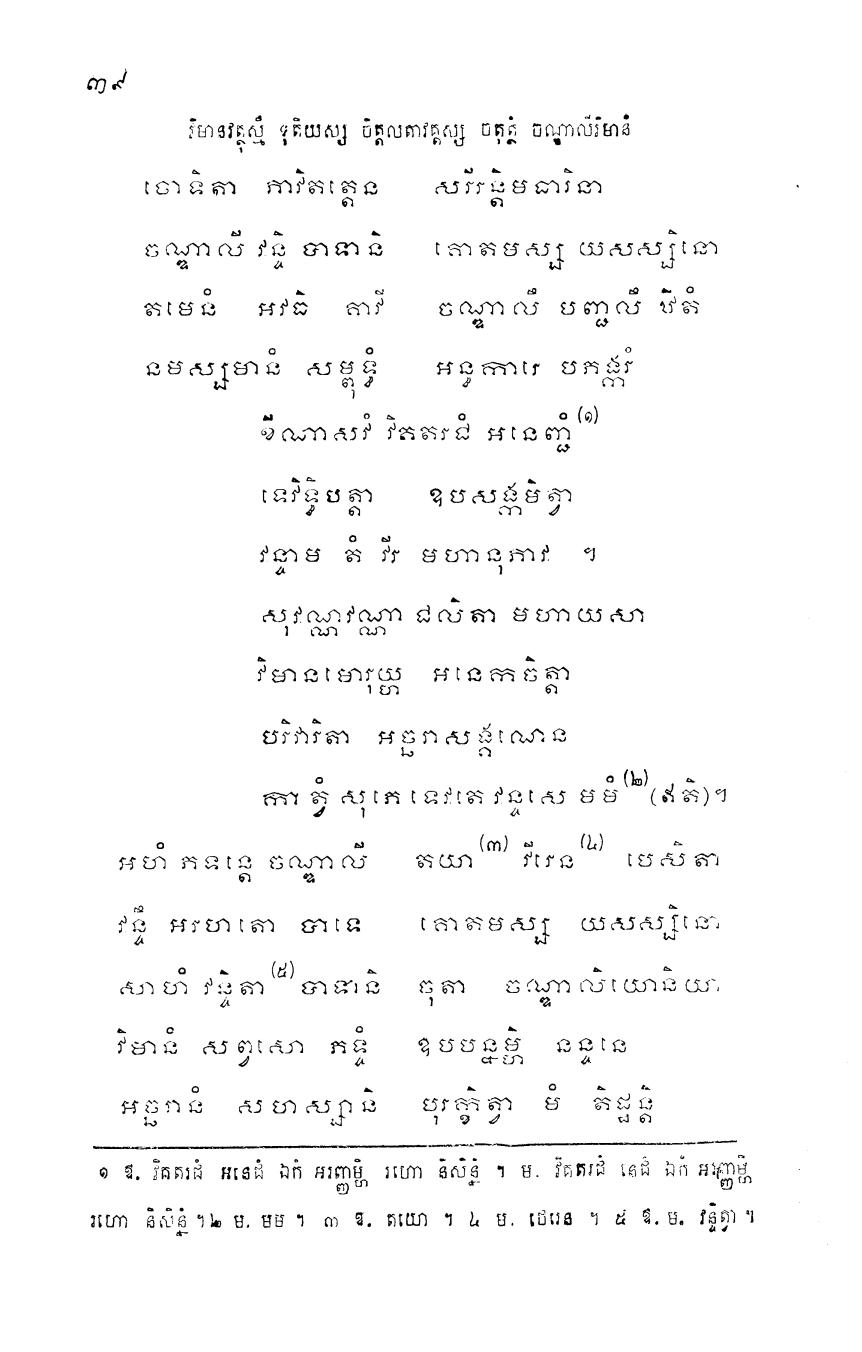 ៣៩
វិមានវត្ថុស្មឹ ទុតិយស្ស ចិត្តលតាវគ្គស្ស ចតុត្ថំ ចណ្ឌាលីវិមានំ
ចោទិតា ភាវិតត្តេន សរីរន្តិមធារិនា
ចណ្ឌាលី វន្ទិ បាទានិ គោតមស្ស យសស្សិនោ
តមេនំ អវធិ គាវី ចណ្ឌាលឹ បញ្ជលឹ ឋិតំ
នមស្សមានំ សម្ពុទ្ធំ អន្ធការេ បភង្ករំ
ខីណាសវំ វិគតរជំ អនេញ្ជំ (១)
ទេវិទ្ធិបត្តា ឧបសង្កមិត្វា
វន្ទាម តំ វីរ មហានុភាវ ។
សុវណ្ណវណ្ណា ជលិតា មហាយសា
វិមានមោរុយ្ហ អនេកចិត្តា
បរិវារិតា អច្ឆរាសង្គណេន
កា ត្វំ សុភេ ទេវតេ វន្ទសេ មមំ (២) (ឥតិ) ។
អហំ ភទន្តេ ចណ្ឌាលី តយា (៣) វីរេន (៤) បេសិតា
វន្ទឹ អរហតោ បាទេ គោតមស្ស យសស្សិនោ
សាហំ វន្ទិតា (៥) បាទានិ ចុតា ចណ្ឌាលិយោនិយា
វិមានំ សព្វសោ ភទ្ទំ ឧបបន្នម្ហិ នន្ទនេ
អច្ឆរានំ សហស្សានិ បុរក្ខិត្វា មំ តិដ្ឋន្តិ
១ ឱ. វិគតរជំ អនេជំ ឯកំ អរញ្ញម្ហិ រហោ និសិន្នំ ។ ម. វិគតរជំ នេជំ ឯកំ អរញ្ញម្ហិ
រហោ និសិន្នំ ។ ២ ម. មម ។ ៣ ឱ. តយោ ។ ៤ ម. ថេរេន ។ ៥ ឱ. ម. វន្ទិត្វា ។